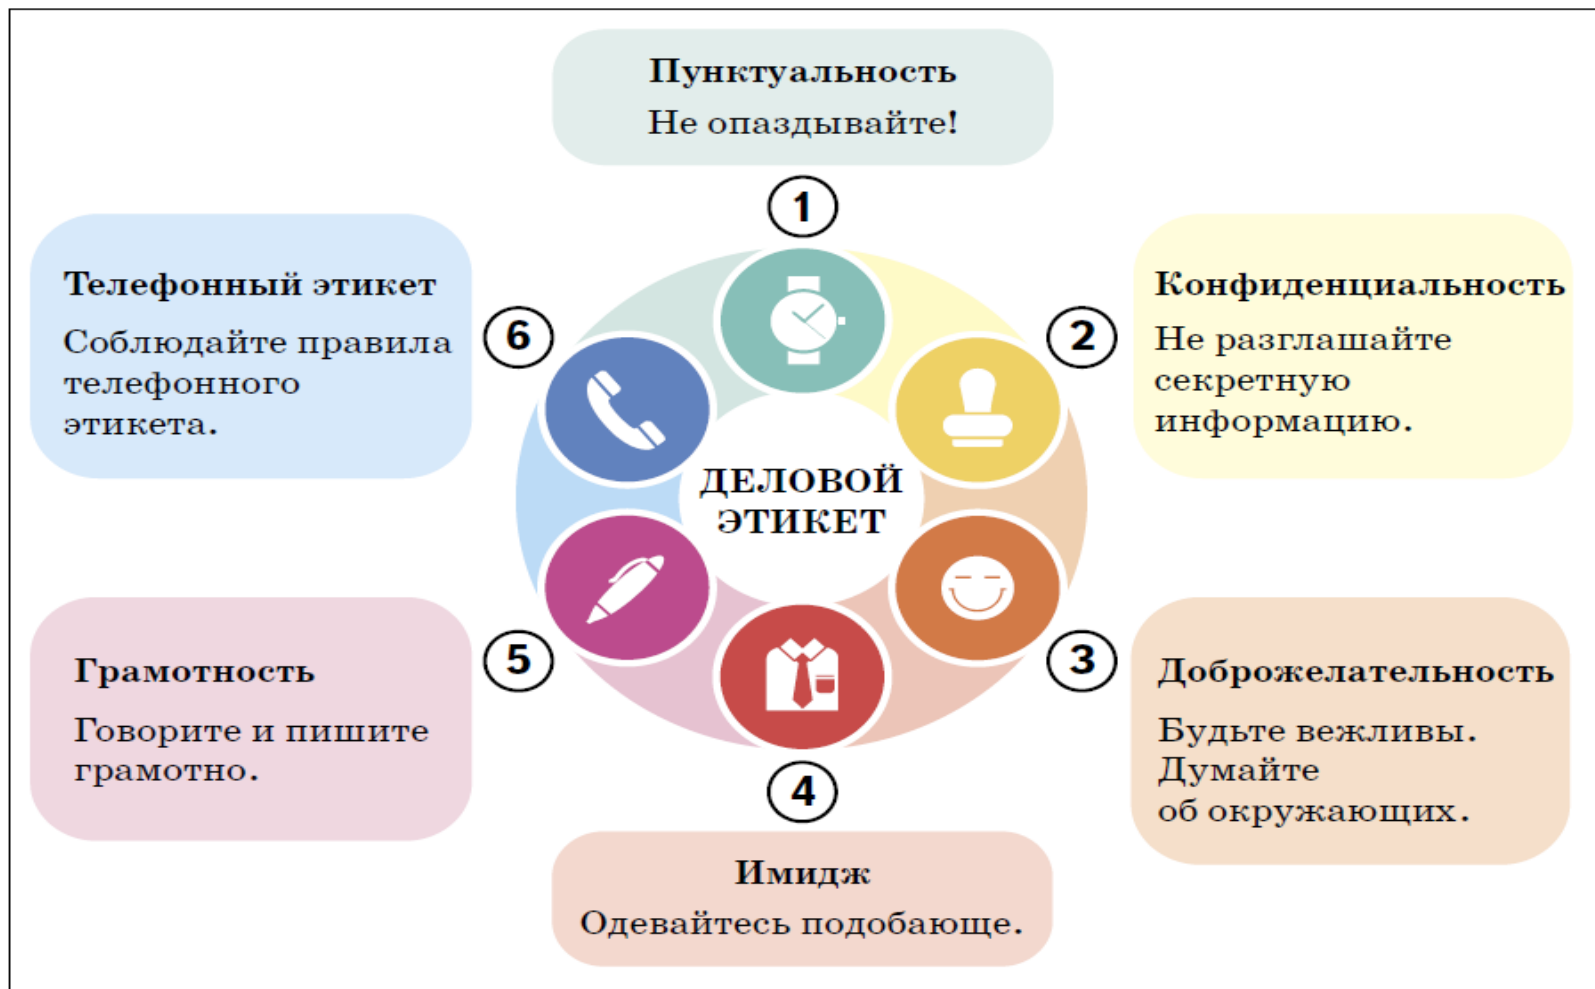 Пунктуальность
Не опаздывайте!
1
Конфиденциальность
Не разглашайте
секретную
информацию.
2
Доброжелательность
Будьте вежливы.
Думайте
об окружающих.
3
4
Имидж
Одевайтесь подобающе.
5
Грамотность
Говорите и пишите
грамотно.
6
Телефонный этикет
Соблюдайте правила
телефонного
этикета.
ДЕЛОВОЙ
ЭТИКЕТ